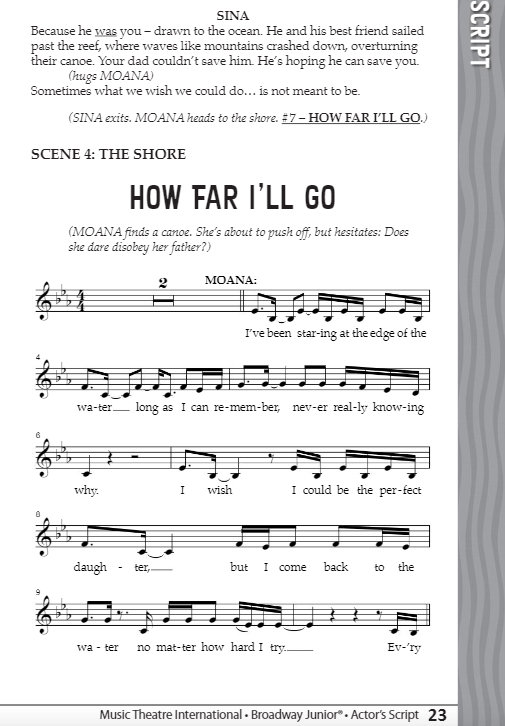 SCRIPT
SINA
Because he was you – drawn to the ocean. He and his best friend sailed
past the reef, where waves like mountains crashed down, overturning
their canoe. Your dad couldn't save him. He's hoping he can save you.
(hugs MOANA)
Sometimes what we wish we could do… is not meant to be.
(SINA exits. MOANA heads to the shore. #7 – HOW FAR I'LL GO.)
SCENE 4: THE SHORE
HOW FAR I'LL GO
(MOANA finds a canoe. She's about to push off, but hesitates: Does
she dare disobey her father?)
2 MOANA:
I've been star-ing at the edge of the
4
wa-ter___ long as I can re-mem-ber, nev-er real-ly know-ing
6
why. I wish I could be the per-fect
8
daugh - ter,___ but I come back to the
9
wa - ter no mat-ter how hard I try.___ Ev-'ry
Music Theatre International • Broadway Junior® • Actor's Script 23